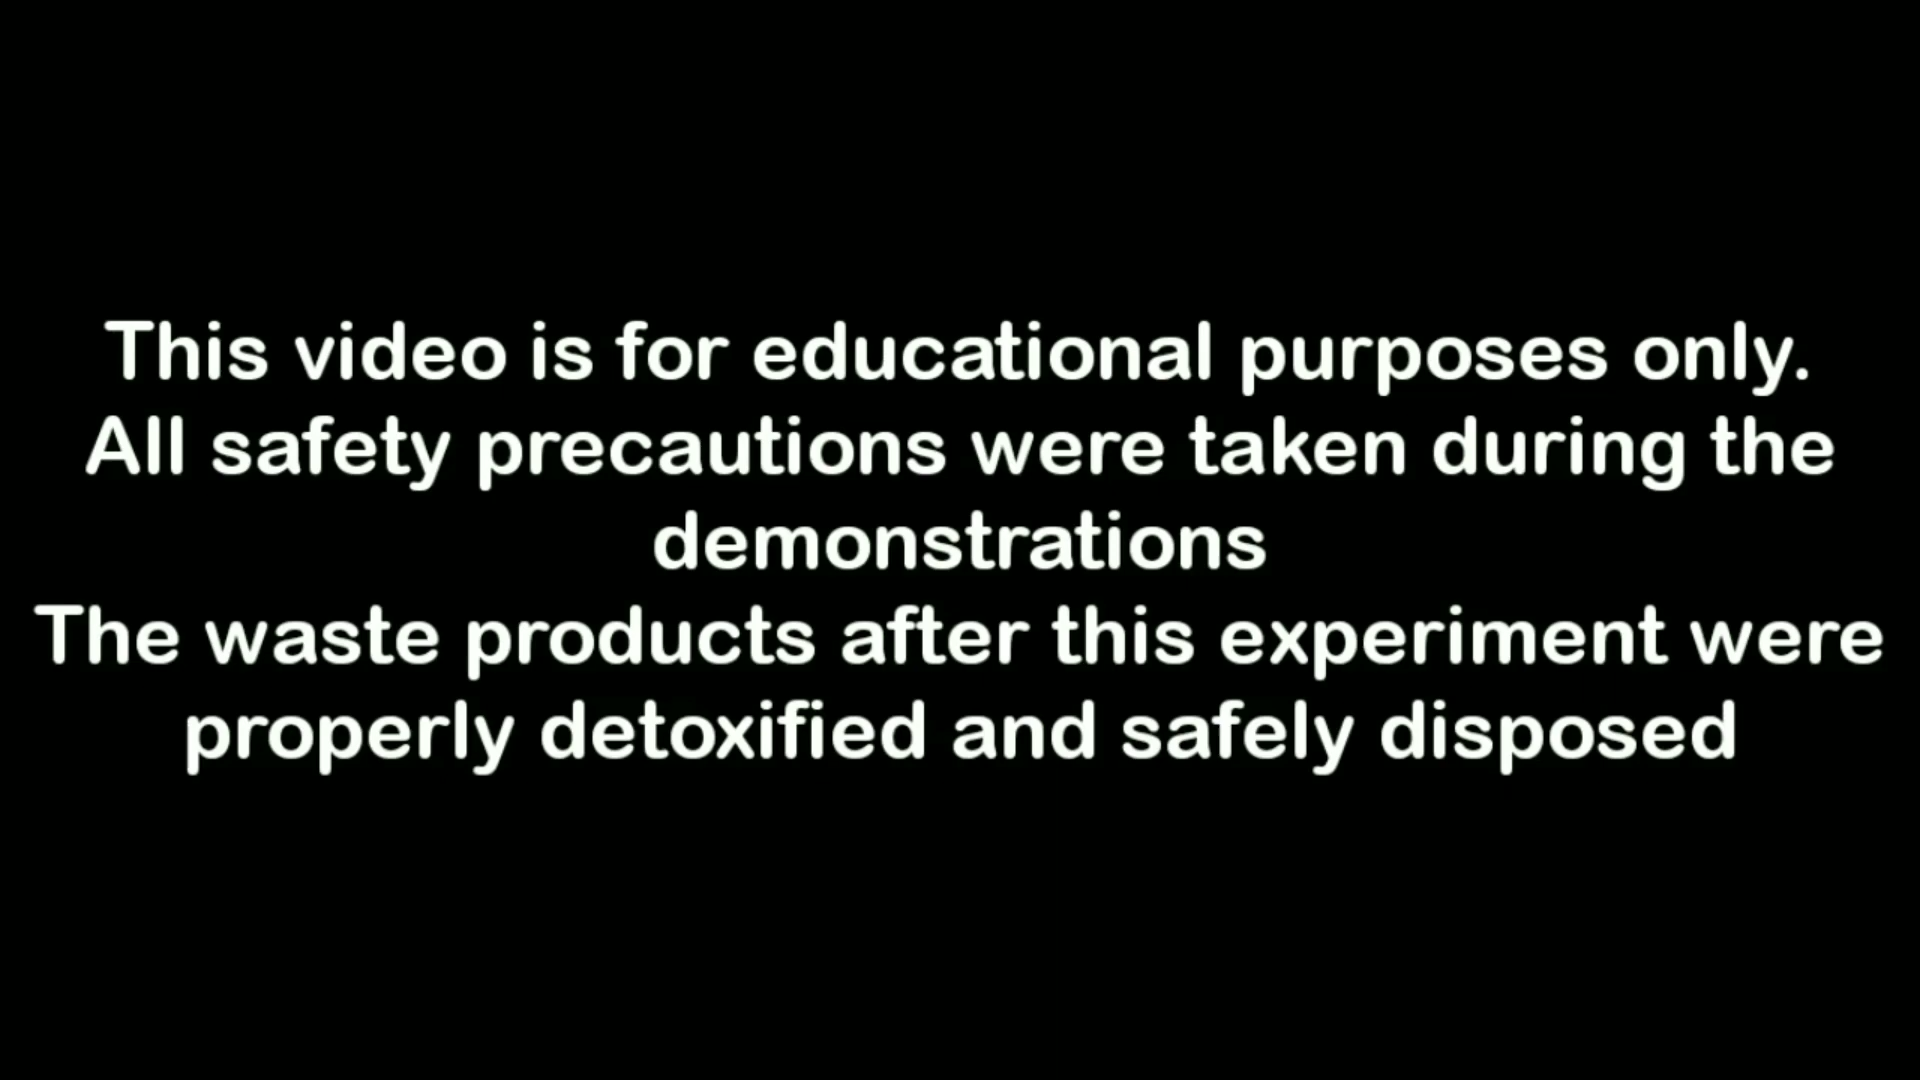 This video is for educational purposes only.
All safety precautions were taken during the
demonstrations
The waste products after this experiment were
properly detoxified and safely disposed